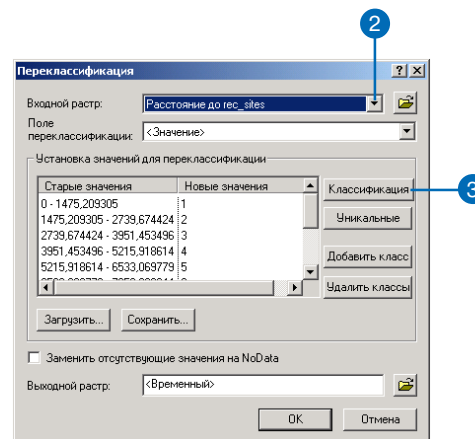 2
Переклассификация
Входной растр: Расстояние до rec_sites
Поле переклассификации: <Значение>
Установка значений для переклассификации
Старые значения Новые значения
0 - 1475,209305 1
1475,209305 - 2739,674424 2
2739,674424 - 3951,453496 3
3951,453496 - 5215,918614 4
5215,918614 - 6533,069779 5
Классификация 3
Уникальные
Добавить класс
Удалить классы
Загрузить... Сохранить...
Заменить отсутствующие значения на NoData
Выходной растр: <Временный>
OK Отмена